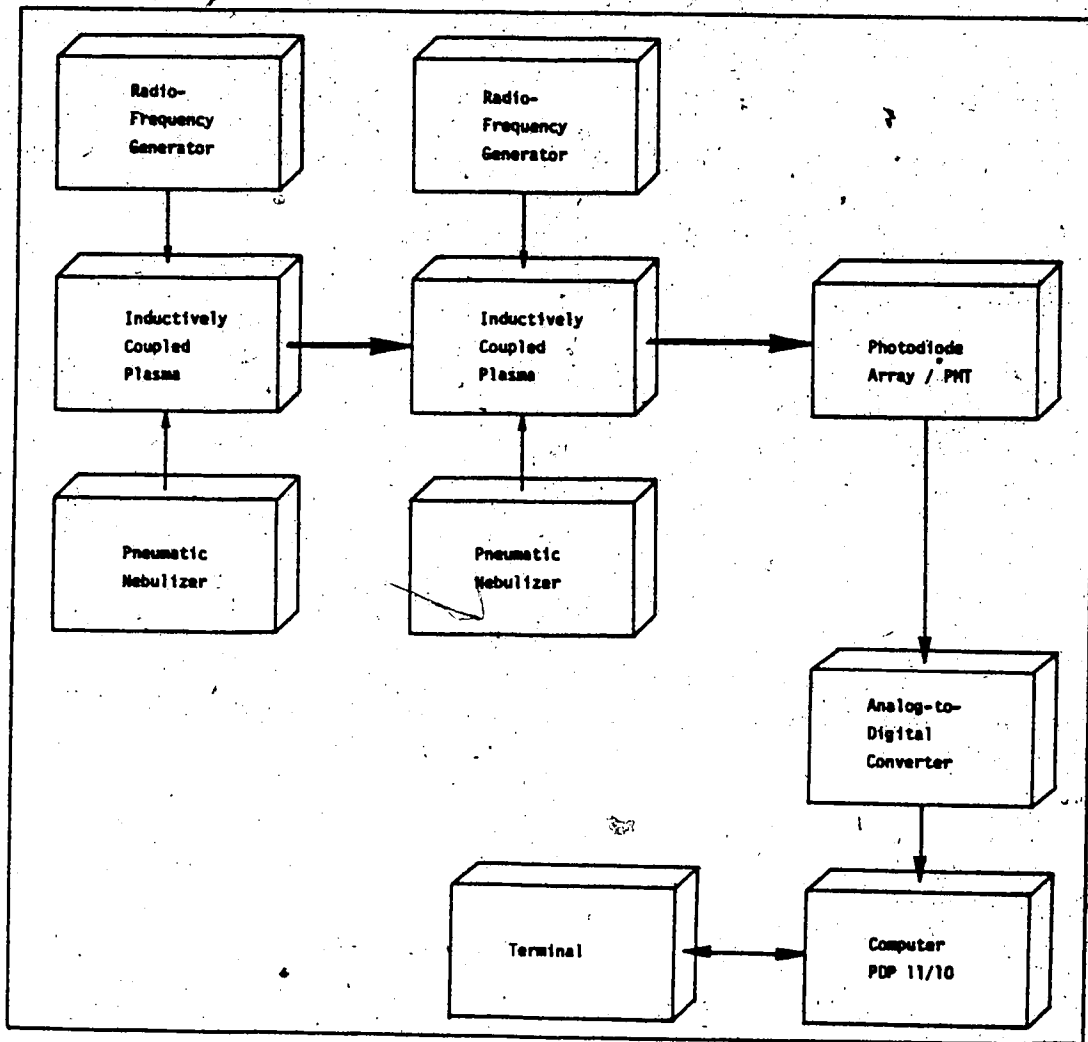 Radio-
Frequency
Generator
Radio-
Frequency
Generator
Inductively
Coupled
Plasma
Inductively
Coupled
Plasma
Photodiode
Array / PMT
Pneumatic
Nebulizer
Pneumatic
Nebulizer
Analog-to-
Digital
Converter
Terminal
Computer
PDP 11/10